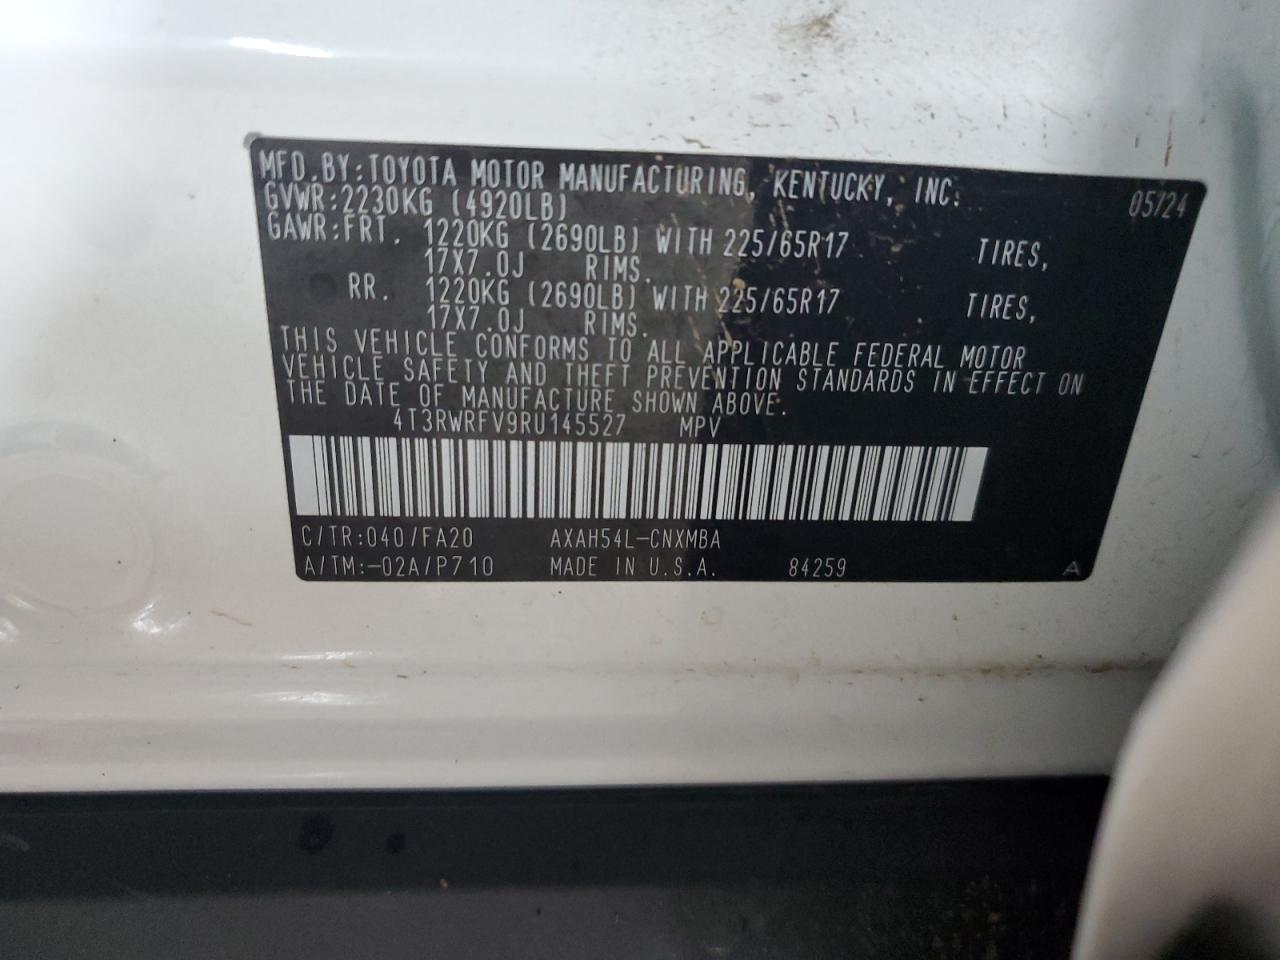 MFD.BY:TOYOTA MOTOR MANUFACTURING, KENTUCKY, INC. 05/24
GVWR:2230KG (4920LB)
GAWR:FRT. 1220KG (2690LB) WITH 225/65R17 TIRES,
17X7.0J RIMS.
RR. 1220KG (2690LB) WITH 225/65R17 TIRES,
17X7.0J RIMS.
THIS VEHICLE CONFORMS TO ALL APPLICABLE FEDERAL MOTOR
VEHICLE SAFETY AND THEFT PREVENTION STANDARDS IN EFFECT ON
THE DATE OF MANUFACTURE SHOWN ABOVE.
4T3RWRFV9RU145527 MPV
C/TR:040/FA20 AXAH54L-CNXMBA
A/TM:-02A/P710 MADE IN U.S.A. 84259 A